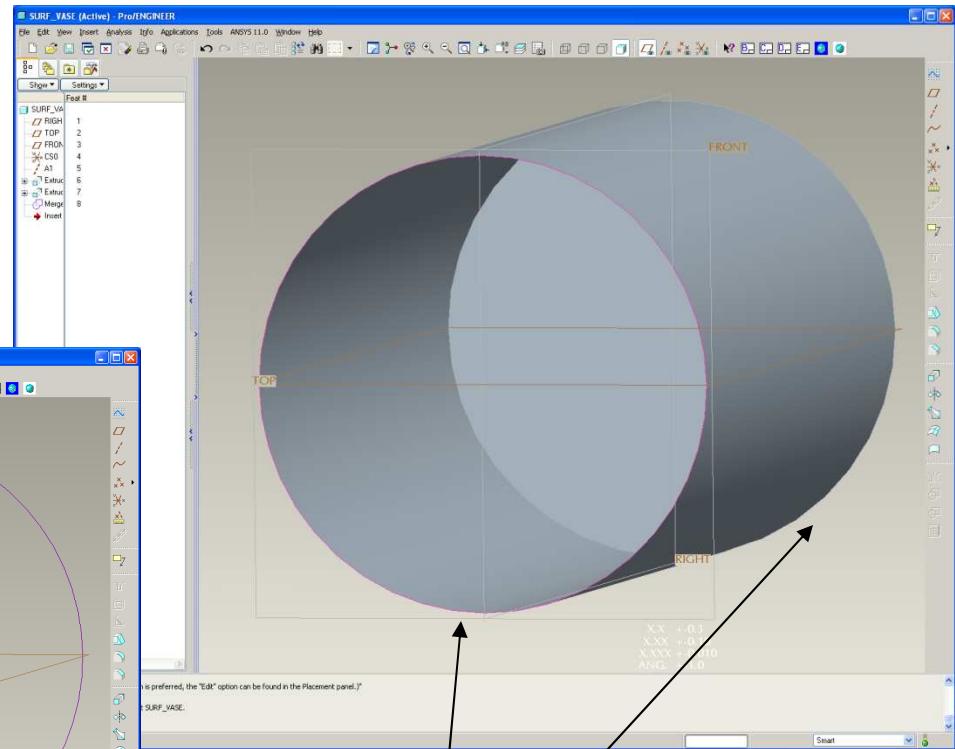 SURF_VASE (Active) - Pro/ENGINEER
File Edit View Insert Analysis Info Applications Tools ANSYS 11.0 Window Help
Show Settings
Feat #
SURF_VA
RIGH 1
TOP 2
FRON 3
CS0 4
A1 5
Extruc 6
Extruc 7
Merge 8
Insert
FRONT
TOP
RIGHT
X.X +-0.1
X.XX
X.XXX
ANG.
is preferred, the "Edit" option can be found in the Placement panel.)"
SURF_VASE.
Smart